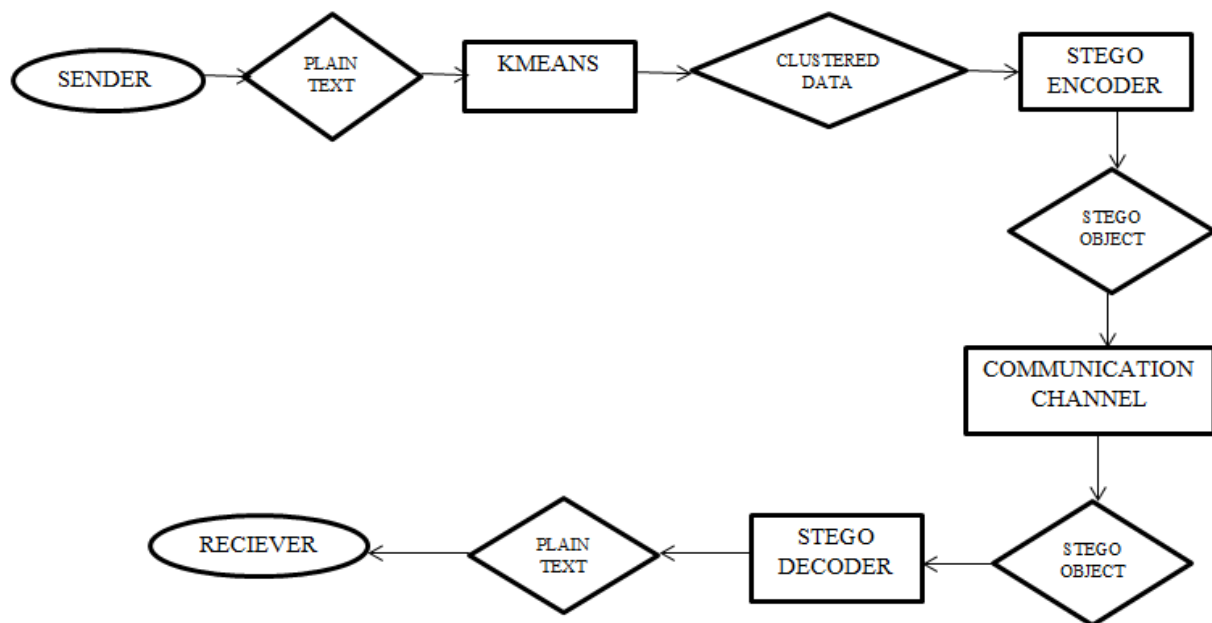 SENDER
PLAIN
TEXT
KMEANS
CLUSTERED
DATA
STEGO
ENCODER
STEGO
OBJECT
COMMUNICATION
CHANNEL
STEGO
OBJECT
STEGO
DECODER
PLAIN
TEXT
RECIEVER